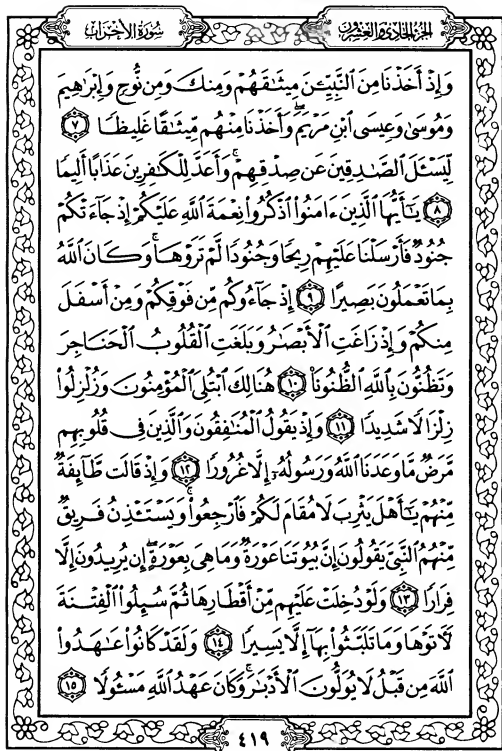 الجزء الحادي والعشرون
سورة الأحزاب
وَإِذْ أَخَذْنَا مِنَ ٱلنَّبِيِّـۧنَ مِيثَٰقَهُمْ وَمِنكَ وَمِن نُّوحٍ وَإِبْرَٰهِيمَ
وَمُوسَىٰ وَعِيسَى ٱبْنِ مَرْيَمَ ۖ وَأَخَذْنَا مِنْهُم مِّيثَٰقًا غَلِيظًا ٧
لِّيَسْـَٔلَ ٱلصَّٰدِقِينَ عَن صِدْقِهِمْ ۚ وَأَعَدَّ لِلْكَٰفِرِينَ عَذَابًا أَلِيمًا
٨ يَٰٓأَيُّهَا ٱلَّذِينَ ءَامَنُوا۟ ٱذْكُرُوا۟ نِعْمَةَ ٱللَّهِ عَلَيْكُمْ إِذْ جَآءَتْكُمْ
جُنُودٌ فَأَرْسَلْنَا عَلَيْهِمْ رِيحًا وَجُنُودًا لَّمْ تَرَوْهَا ۚ وَكَانَ ٱللَّهُ
بِمَا تَعْمَلُونَ بَصِيرًا ٩ إِذْ جَآءُوكُم مِّن فَوْقِكُمْ وَمِنْ أَسْفَلَ
مِنكُمْ وَإِذْ زَاغَتِ ٱلْأَبْصَٰرُ وَبَلَغَتِ ٱلْقُلُوبُ ٱلْحَنَاجِرَ
وَتَظُنُّونَ بِٱللَّهِ ٱلظُّنُونَا۠ ١٠ هُنَالِكَ ٱبْتُلِىَ ٱلْمُؤْمِنُونَ وَزُلْزِلُوا۟
زِلْزَالًا شَدِيدًا ١١ وَإِذْ يَقُولُ ٱلْمُنَٰفِقُونَ وَٱلَّذِينَ فِى قُلُوبِهِم
مَّرَضٌ مَّا وَعَدَنَا ٱللَّهُ وَرَسُولُهُۥٓ إِلَّا غُرُورًا ١٢ وَإِذْ قَالَت طَّآئِفَةٌ
مِّنْهُمْ يَٰٓأَهْلَ يَثْرِبَ لَا مُقَامَ لَكُمْ فَٱرْجِعُوا۟ ۚ وَيَسْتَـْٔذِنُ فَرِيقٌ
مِّنْهُمُ ٱلنَّبِىَّ يَقُولُونَ إِنَّ بُيُوتَنَا عَوْرَةٌ وَمَا هِىَ بِعَوْرَةٍ ۖ إِن يُرِيدُونَ إِلَّا
فِرَارًا ١٣ وَلَوْ دُخِلَتْ عَلَيْهِم مِّنْ أَقْطَارِهَا ثُمَّ سُئِلُوا۟ ٱلْفِتْنَةَ
لَـَٔاتَوْهَا وَمَا تَلَبَّثُوا۟ بِهَآ إِلَّا يَسِيرًا ١٤ وَلَقَدْ كَانُوا۟ عَٰهَدُوا۟
ٱللَّهَ مِن قَبْلُ لَا يُوَلُّونَ ٱلْأَدْبَٰرَ ۚ وَكَانَ عَهْدُ ٱللَّهِ مَسْـُٔولًا ١٥
٤١٩